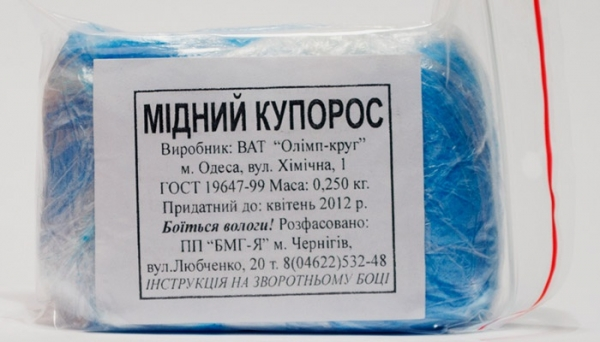 МІДНИЙ КУПОРОС
Виробник: ВАТ "Олімп-круг"
м. Одеса, вул. Хімічна, 1
ГОСТ 19647-99 Маса: 0,250 кг.
Придатний до: квітень 2012 р.
Боїться вологи! Розфасовано:
ПП "БМГ-Я" м. Чернігів,
вул.Любченко, 20 т. 8(04622)532-48
ІНСТРУКЦІЯ НА ЗВОРОТНЬОМУ БОЦІ